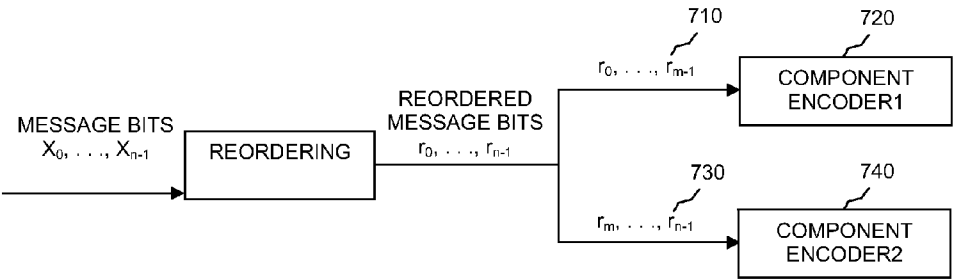 MESSAGE BITS
X0, . . ., Xn-1
REORDERING
REORDERED
MESSAGE BITS
r0, . . ., rn-1
710
r0, . . ., rm-1
720
COMPONENT
ENCODER1
730
rm, . . ., rn-1
740
COMPONENT
ENCODER2